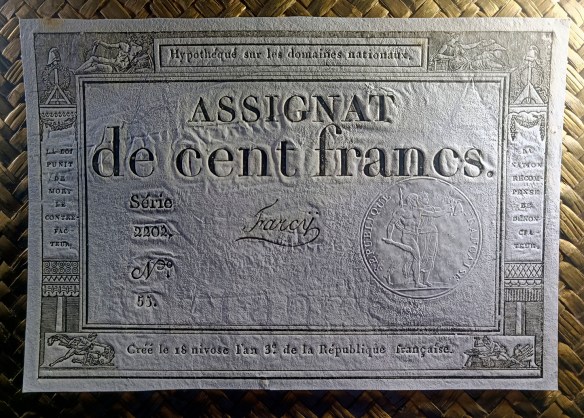 Hypothéqué sur les domaines nationaux.
ASSIGNAT
de cent francs.
LA LOI
PUNIT
DE
MORT
LE
CONTRE-
FAC-
TEUR.
LA
NATION
RÉCOM-
PENSE
LE
DÉNON-
CIA-
TEUR.
Série
2202,
Farcy
N.º
55.
RÉPUBLIQUE FRANÇAISE
Créé le 18 nivose l'an 3.e de la République française.